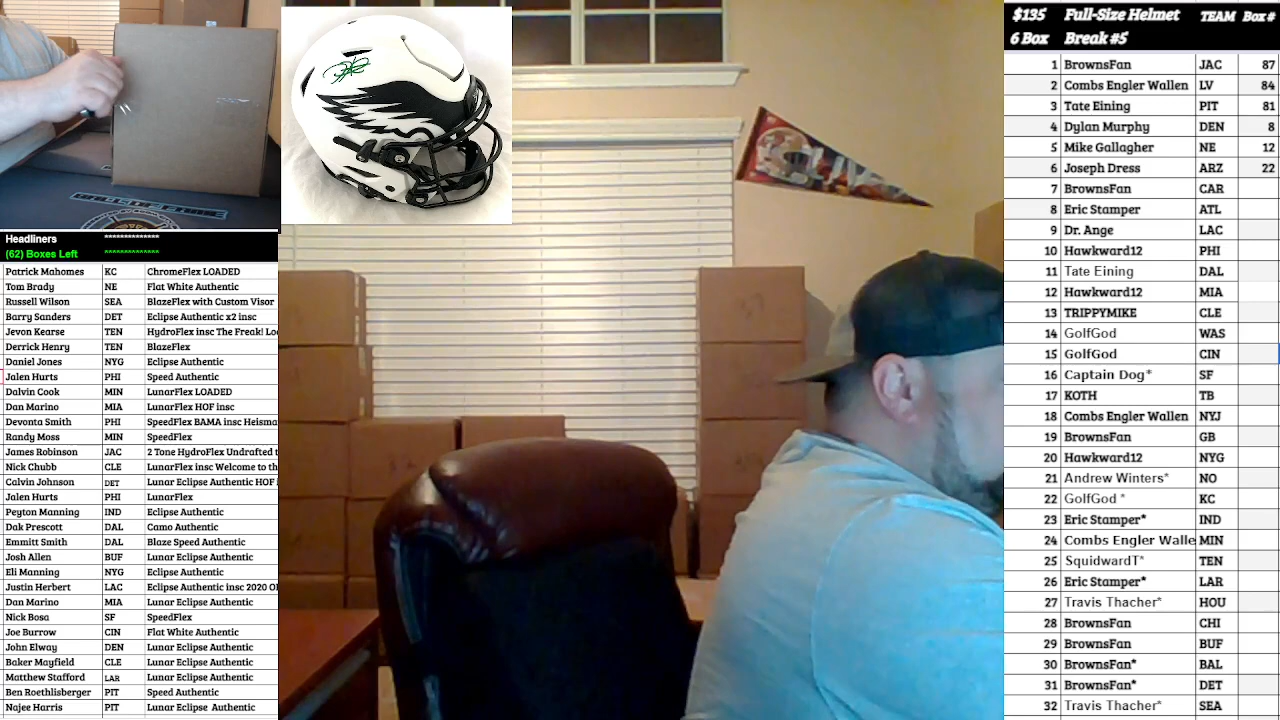 Headliners **************
(62) Boxes Left **************
Patrick Mahomes KC ChromeFlex LOADED
Tom Brady NE Flat White Authentic
Russell Wilson SEA BlazeFlex with Custom Visor
Barry Sanders DET Eclipse Authentic x2 insc
Jevon Kearse TEN HydroFlex insc The Freak! Lo
Derrick Henry TEN BlazeFlex
Daniel Jones NYG Eclipse Authentic
Jalen Hurts PHI Speed Authentic
Dalvin Cook MIN LunarFlex LOADED
Dan Marino MIA LunarFlex HOF insc
Devonta Smith PHI SpeedFlex BAMA insc Heisma
Randy Moss MIN SpeedFlex
James Robinson JAC 2 Tone HydroFlex Undrafted t
Nick Chubb CLE LunarFlex insc Welcome to th
Calvin Johnson DET Lunar Eclipse Authentic HOF i
Jalen Hurts PHI LunarFlex
Peyton Manning IND Eclipse Authentic
Dak Prescott DAL Camo Authentic
Emmitt Smith DAL Blaze Speed Authentic
Josh Allen BUF Lunar Eclipse Authentic
Eli Manning NYG Eclipse Authentic
Justin Herbert LAC Eclipse Authentic insc 2020 O
Dan Marino MIA Lunar Eclipse Authentic
Nick Bosa SF SpeedFlex
Joe Burrow CIN Flat White Authentic
John Elway DEN Lunar Eclipse Authentic
Baker Mayfield CLE Lunar Eclipse Authentic
Matthew Stafford LAR Lunar Eclipse Authentic
Ben Roethlisberger PIT Speed Authentic
Najee Harris PIT Lunar Eclipse Authentic
$135 Full-Size Helmet TEAM Box #
6 Box Break #5
1 BrownsFan JAC 87
2 Combs Engler Wallen LV 84
3 Tate Eining PIT 81
4 Dylan Murphy DEN 8
5 Mike Gallagher NE 12
6 Joseph Dress ARZ 22
7 BrownsFan CAR
8 Eric Stamper ATL
9 Dr. Ange LAC
10 Hawkward12 PHI
11 Tate Eining DAL
12 Hawkward12 MIA
13 TRIPPYMIKE CLE
14 GolfGod WAS
15 GolfGod CIN
16 Captain Dog* SF
17 KOTH TB
18 Combs Engler Wallen NYJ
19 BrownsFan GB
20 Hawkward12 NYG
21 Andrew Winters* NO
22 GolfGod * KC
23 Eric Stamper* IND
24 Combs Engler Walle MIN
25 SquidwardT* TEN
26 Eric Stamper* LAR
27 Travis Thacher* HOU
28 BrownsFan CHI
29 BrownsFan BUF
30 BrownsFan* BAL
31 BrownsFan* DET
32 Travis Thacher* SEA